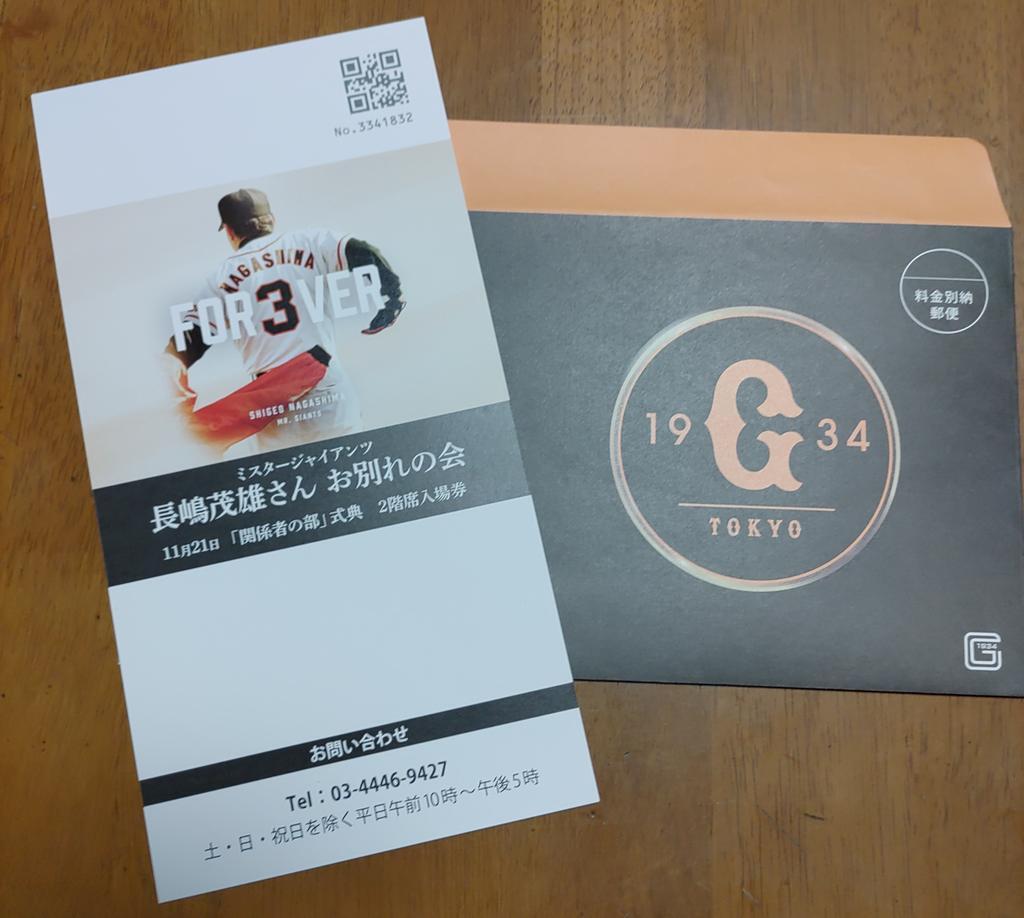 No.3341832
NAGASHIMA
FOR3VER
SHIGEO NAGASHIMA
MR. GIANTS
ミスタージャイアンツ
長嶋茂雄さん お別れの会
11月21日 「関係者の部」式典 2階席入場券
お問い合わせ
Tel：03-4446-9427
土・日・祝日を除く平日午前10時～午後5時
料金別納
郵便
19 G 34
TOKYO
G 1934